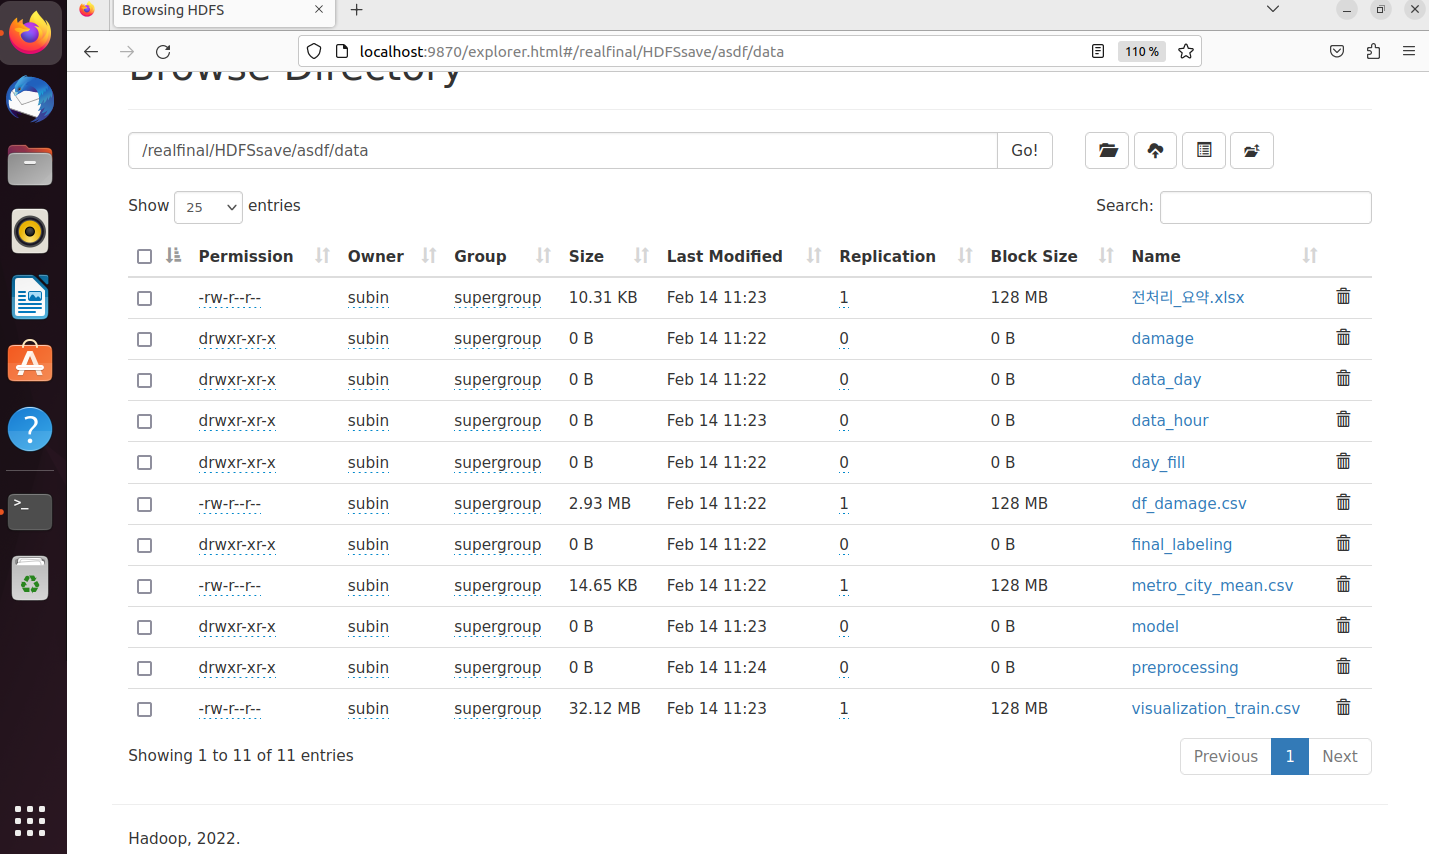 Browsing HDFS
localhost:9870/explorer.html#/realfinal/HDFSsave/asdf/data 110 %
Browse Directory
/realfinal/HDFSsave/asdf/data Go!
Show 25 entries Search:
Permission Owner Group Size Last Modified Replication Block Size Name
-rw-r--r-- subin supergroup 10.31 KB Feb 14 11:23 1 128 MB 전처리_요약.xlsx
drwxr-xr-x subin supergroup 0 B Feb 14 11:22 0 0 B damage
drwxr-xr-x subin supergroup 0 B Feb 14 11:22 0 0 B data_day
drwxr-xr-x subin supergroup 0 B Feb 14 11:23 0 0 B data_hour
drwxr-xr-x subin supergroup 0 B Feb 14 11:22 0 0 B day_fill
-rw-r--r-- subin supergroup 2.93 MB Feb 14 11:22 1 128 MB df_damage.csv
drwxr-xr-x subin supergroup 0 B Feb 14 11:22 0 0 B final_labeling
-rw-r--r-- subin supergroup 14.65 KB Feb 14 11:22 1 128 MB metro_city_mean.csv
drwxr-xr-x subin supergroup 0 B Feb 14 11:23 0 0 B model
drwxr-xr-x subin supergroup 0 B Feb 14 11:24 0 0 B preprocessing
-rw-r--r-- subin supergroup 32.12 MB Feb 14 11:23 1 128 MB visualization_train.csv
Showing 1 to 11 of 11 entries Previous 1 Next
Hadoop, 2022.